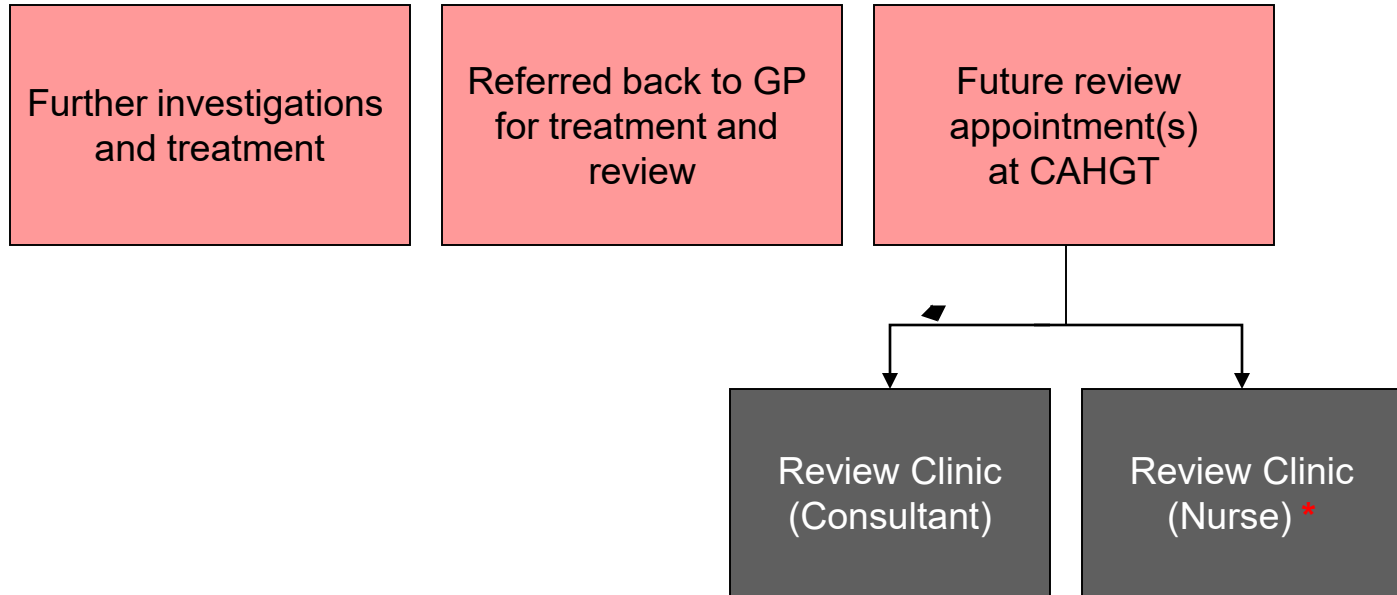 Further investigations
and treatment
Referred back to GP
for treatment and
review
Future review
appointment(s)
at CAHGT
Review Clinic
(Consultant)
Review Clinic
(Nurse) *